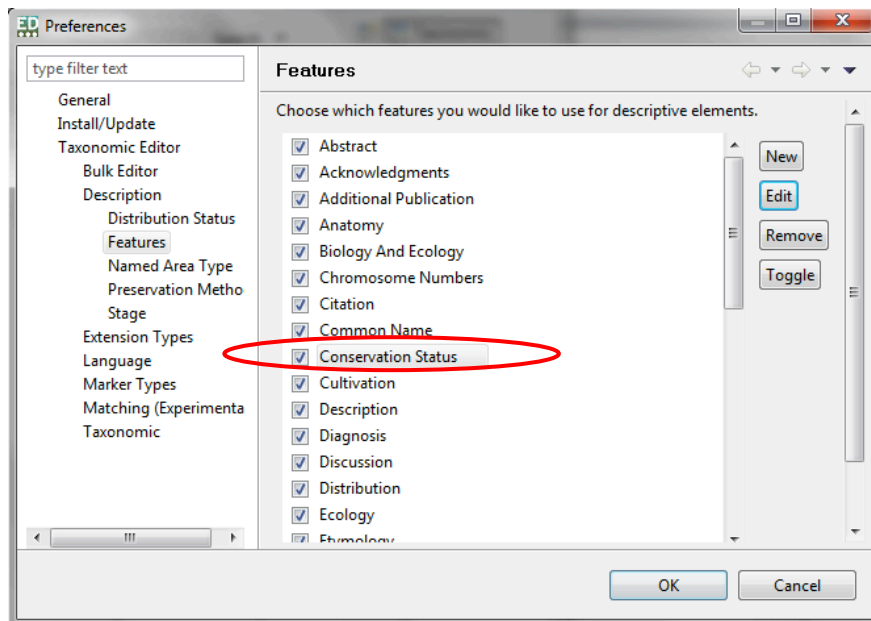 ED Preferences
type filter text
General
Install/Update
Taxonomic Editor
Bulk Editor
Description
Distribution Status
Features
Named Area Type
Preservation Metho
Stage
Extension Types
Language
Marker Types
Matching (Experimenta
Taxonomic
Features
Choose which features you would like to use for descriptive elements.
Abstract
Acknowledgments
Additional Publication
Anatomy
Biology And Ecology
Chromosome Numbers
Citation
Common Name
Conservation Status
Cultivation
Description
Diagnosis
Discussion
Distribution
Ecology
Etymology
New
Edit
Remove
Toggle
OK
Cancel